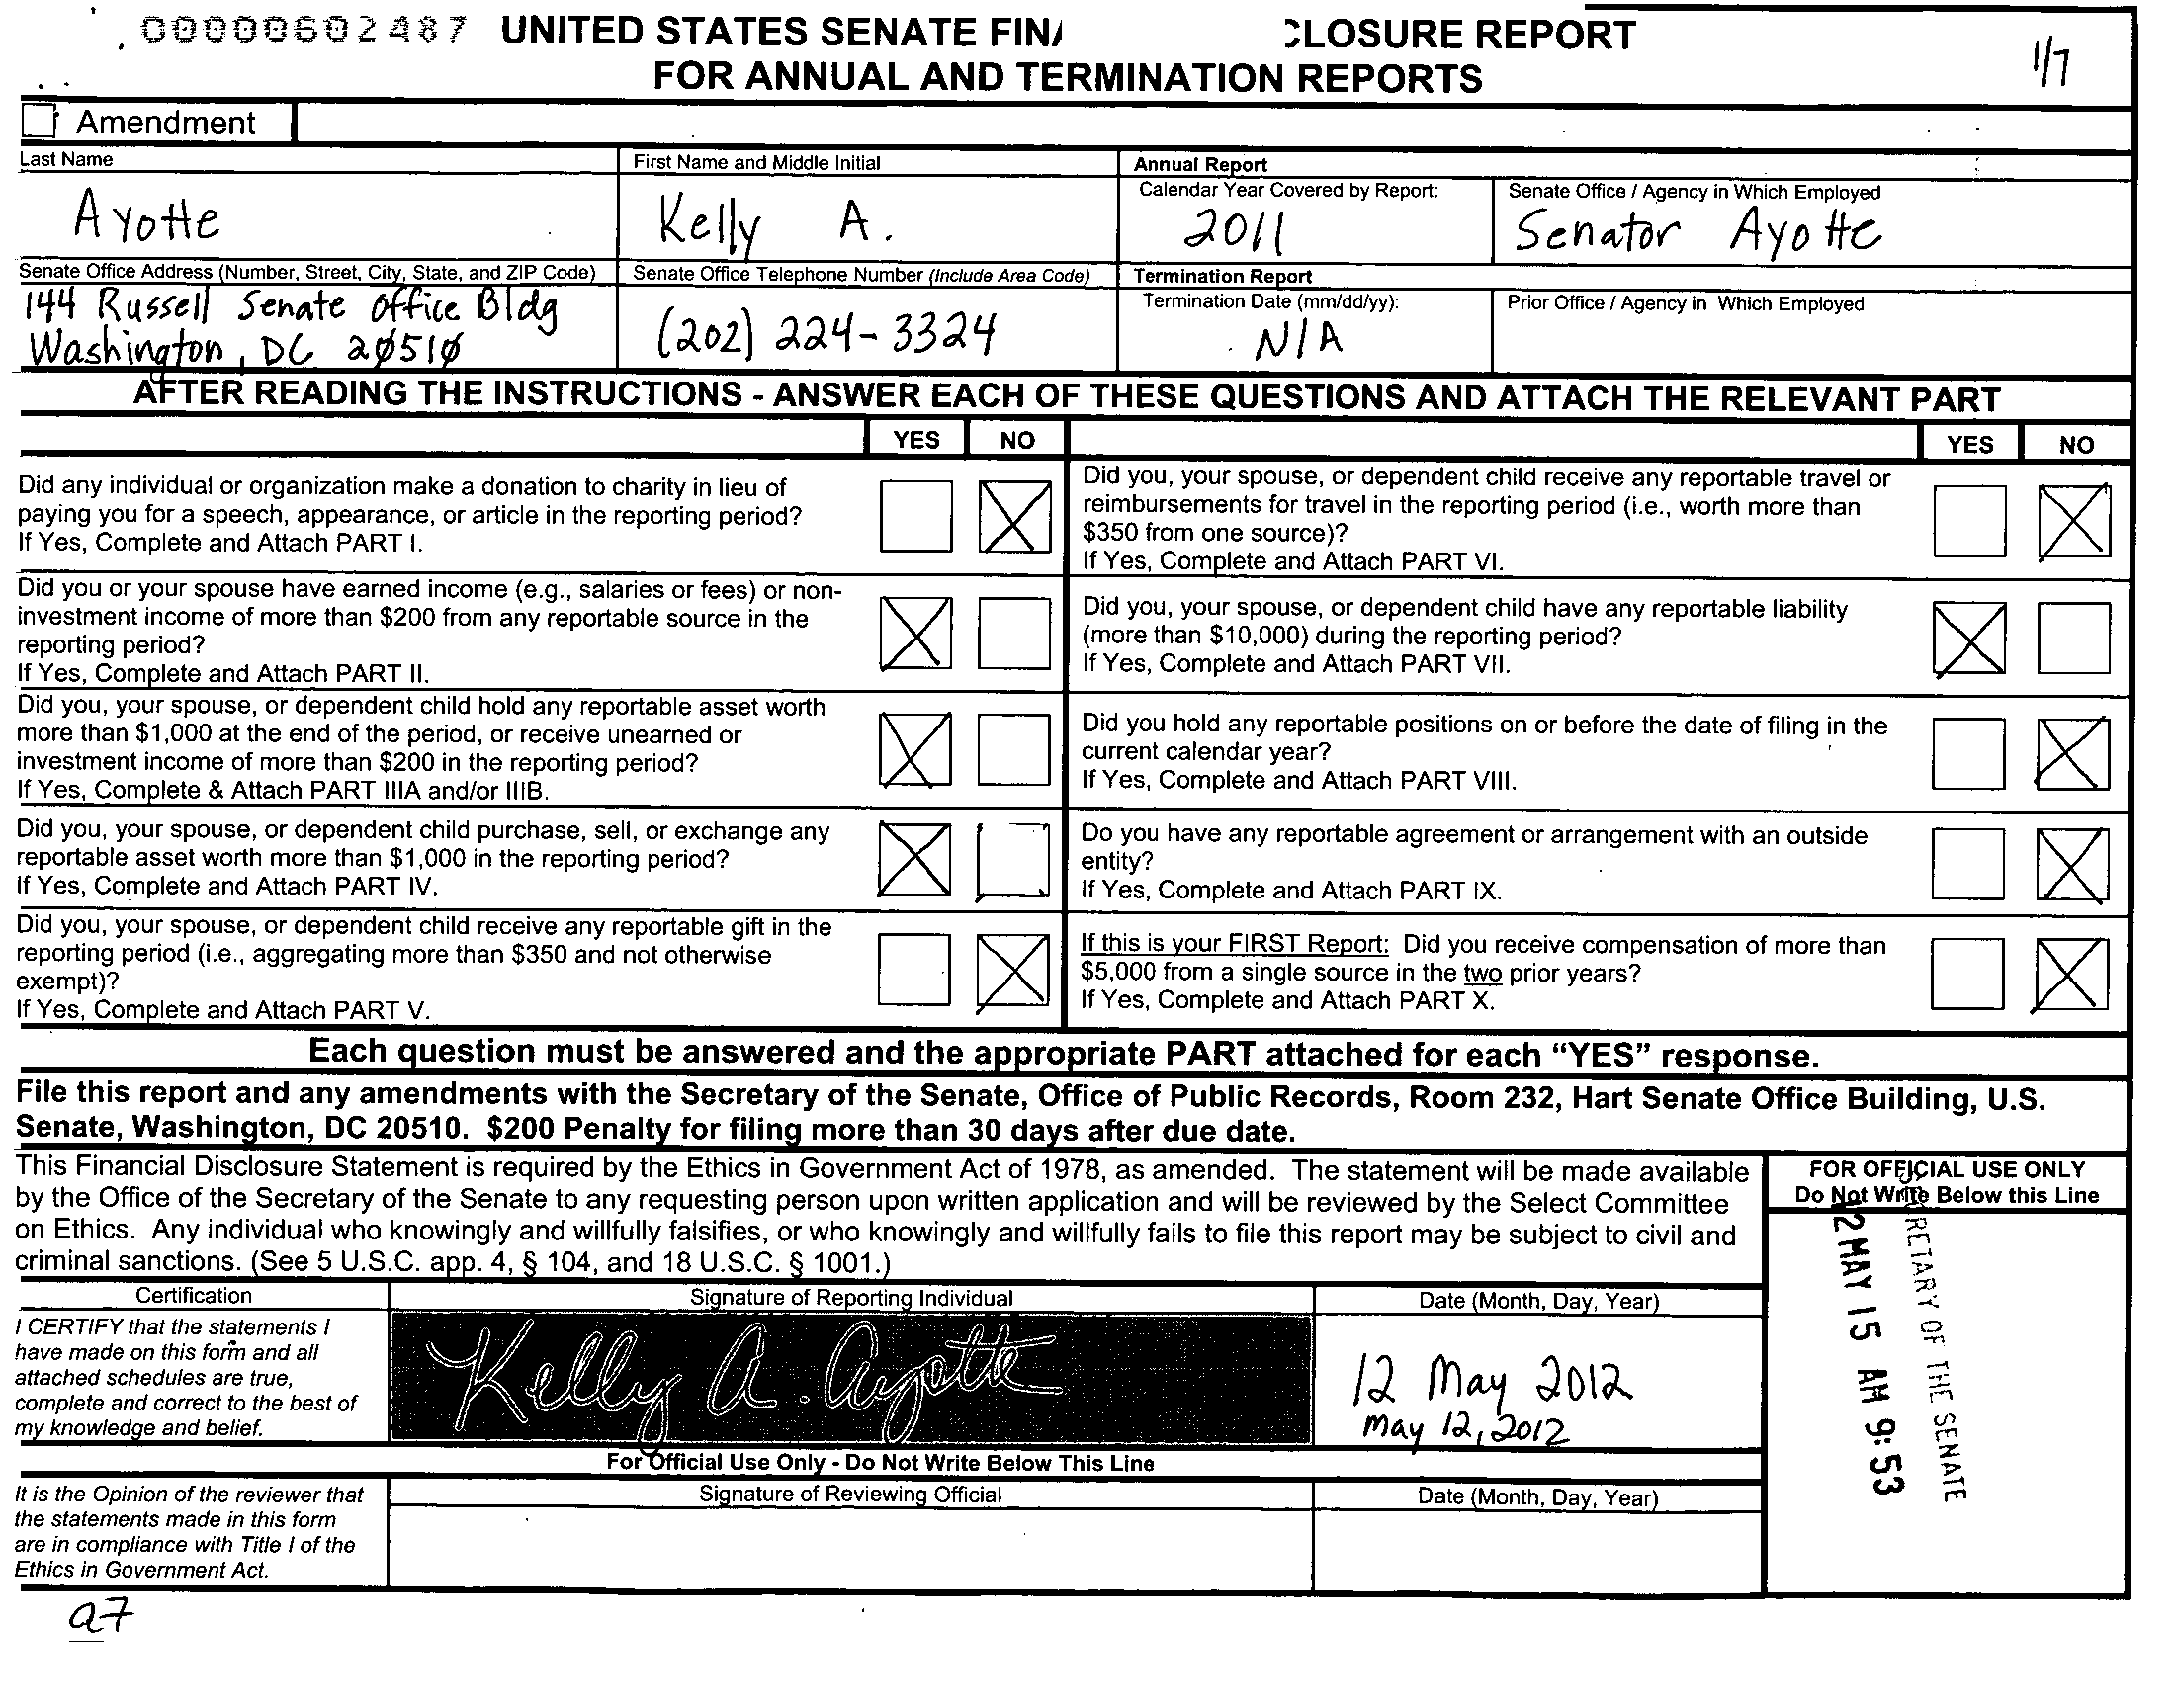 00000602487 UNITED STATES SENATE FIN CLOSURE REPORT
FOR ANNUAL AND TERMINATION REPORTS
1/7
Amendment
Last Name
Ayotte
First Name and Middle Initial
Kelly A.
Annual Report
Calendar Year Covered by Report:
2011
Senate Office / Agency in Which Employed
Senator Ayotte
Senate Office Address (Number, Street, City, State, and ZIP Code)
144 Russell Senate Office Bldg
Washington, DC 20510
Senate Office Telephone Number (Include Area Code)
(202) 224-3324
Termination Report
Termination Date (mm/dd/yy):
N/A
Prior Office / Agency in Which Employed
AFTER READING THE INSTRUCTIONS - ANSWER EACH OF THESE QUESTIONS AND ATTACH THE RELEVANT PART
YES NO
Did any individual or organization make a donation to charity in lieu of
paying you for a speech, appearance, or article in the reporting period?
If Yes, Complete and Attach PART I.
Did you or your spouse have earned income (e.g., salaries or fees) or non-
investment income of more than $200 from any reportable source in the
reporting period?
If Yes, Complete and Attach PART II.
Did you, your spouse, or dependent child hold any reportable asset worth
more than $1,000 at the end of the period, or receive unearned or
investment income of more than $200 in the reporting period?
If Yes, Complete & Attach PART IIIA and/or IIIB.
Did you, your spouse, or dependent child purchase, sell, or exchange any
reportable asset worth more than $1,000 in the reporting period?
If Yes, Complete and Attach PART IV.
Did you, your spouse, or dependent child receive any reportable gift in the
reporting period (i.e., aggregating more than $350 and not otherwise
exempt)?
If Yes, Complete and Attach PART V.
YES NO
Did you, your spouse, or dependent child receive any reportable travel or
reimbursements for travel in the reporting period (i.e., worth more than
$350 from one source)?
If Yes, Complete and Attach PART VI.
Did you, your spouse, or dependent child have any reportable liability
(more than $10,000) during the reporting period?
If Yes, Complete and Attach PART VII.
Did you hold any reportable positions on or before the date of filing in the
current calendar year?
If Yes, Complete and Attach PART VIII.
Do you have any reportable agreement or arrangement with an outside
entity?
If Yes, Complete and Attach PART IX.
If this is your FIRST Report: Did you receive compensation of more than
$5,000 from a single source in the two prior years?
If Yes, Complete and Attach PART X.
Each question must be answered and the appropriate PART attached for each “YES” response.
File this report and any amendments with the Secretary of the Senate, Office of Public Records, Room 232, Hart Senate Office Building, U.S.
Senate, Washington, DC 20510. $200 Penalty for filing more than 30 days after due date.
This Financial Disclosure Statement is required by the Ethics in Government Act of 1978, as amended. The statement will be made available
by the Office of the Secretary of the Senate to any requesting person upon written application and will be reviewed by the Select Committee
on Ethics. Any individual who knowingly and willfully falsifies, or who knowingly and willfully fails to file this report may be subject to civil and
criminal sanctions. (See 5 U.S.C. app. 4, § 104, and 18 U.S.C. § 1001.)
FOR OFFICIAL USE ONLY
Do Not Write Below this Line
SECRETARY OF THE SENATE
12 MAY 15 AM 9:53
Certification
I CERTIFY that the statements I
have made on this form and all
attached schedules are true,
complete and correct to the best of
my knowledge and belief.
Signature of Reporting Individual
Kelly A. Ayotte
Date (Month, Day, Year)
12 May 2012
May 12, 2012
For Official Use Only - Do Not Write Below This Line
It is the Opinion of the reviewer that
the statements made in this form
are in compliance with Title I of the
Ethics in Government Act.
Signature of Reviewing Official
Date (Month, Day, Year)